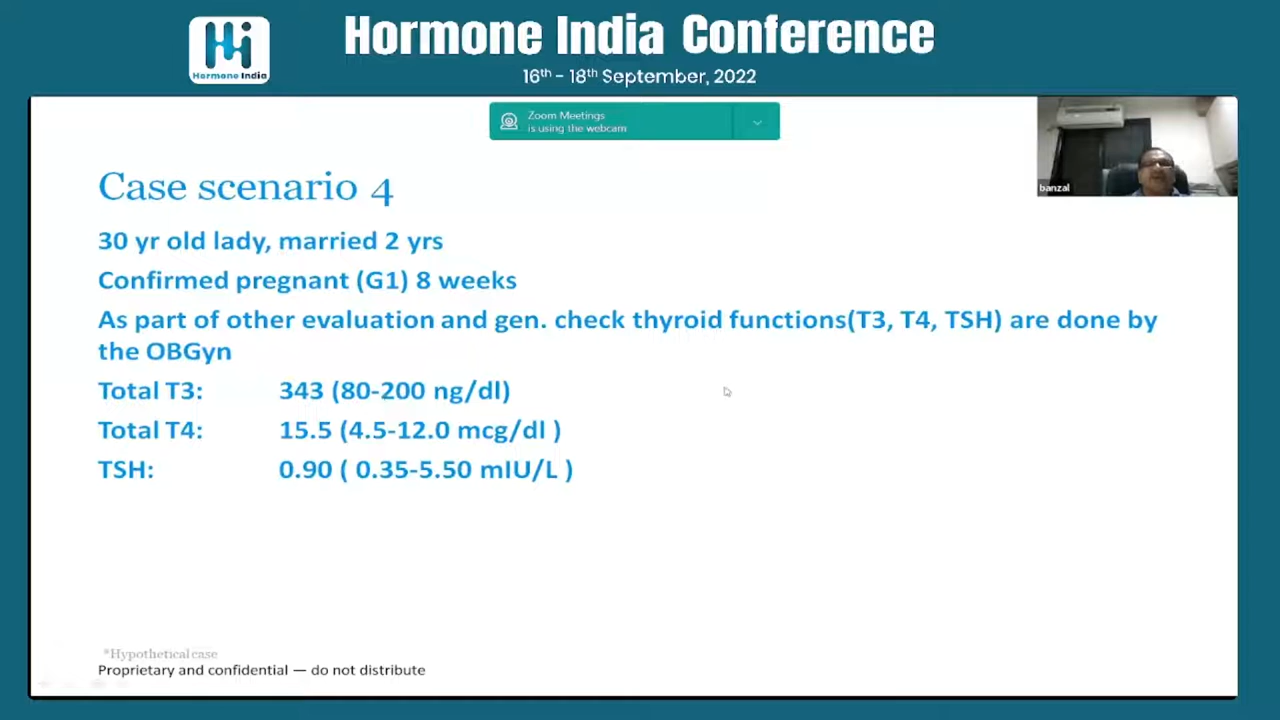 Hormone India
Hormone India Conference
16th - 18th September, 2022
Zoom Meetings
is using the webcam
banzal
Case scenario 4
30 yr old lady, married 2 yrs
Confirmed pregnant (G1) 8 weeks
As part of other evaluation and gen. check thyroid functions(T3, T4, TSH) are done by
the OBGyn
Total T3: 343 (80-200 ng/dl)
Total T4: 15.5 (4.5-12.0 mcg/dl )
TSH: 0.90 ( 0.35-5.50 mIU/L )
*Hypothetical case
Proprietary and confidential — do not distribute